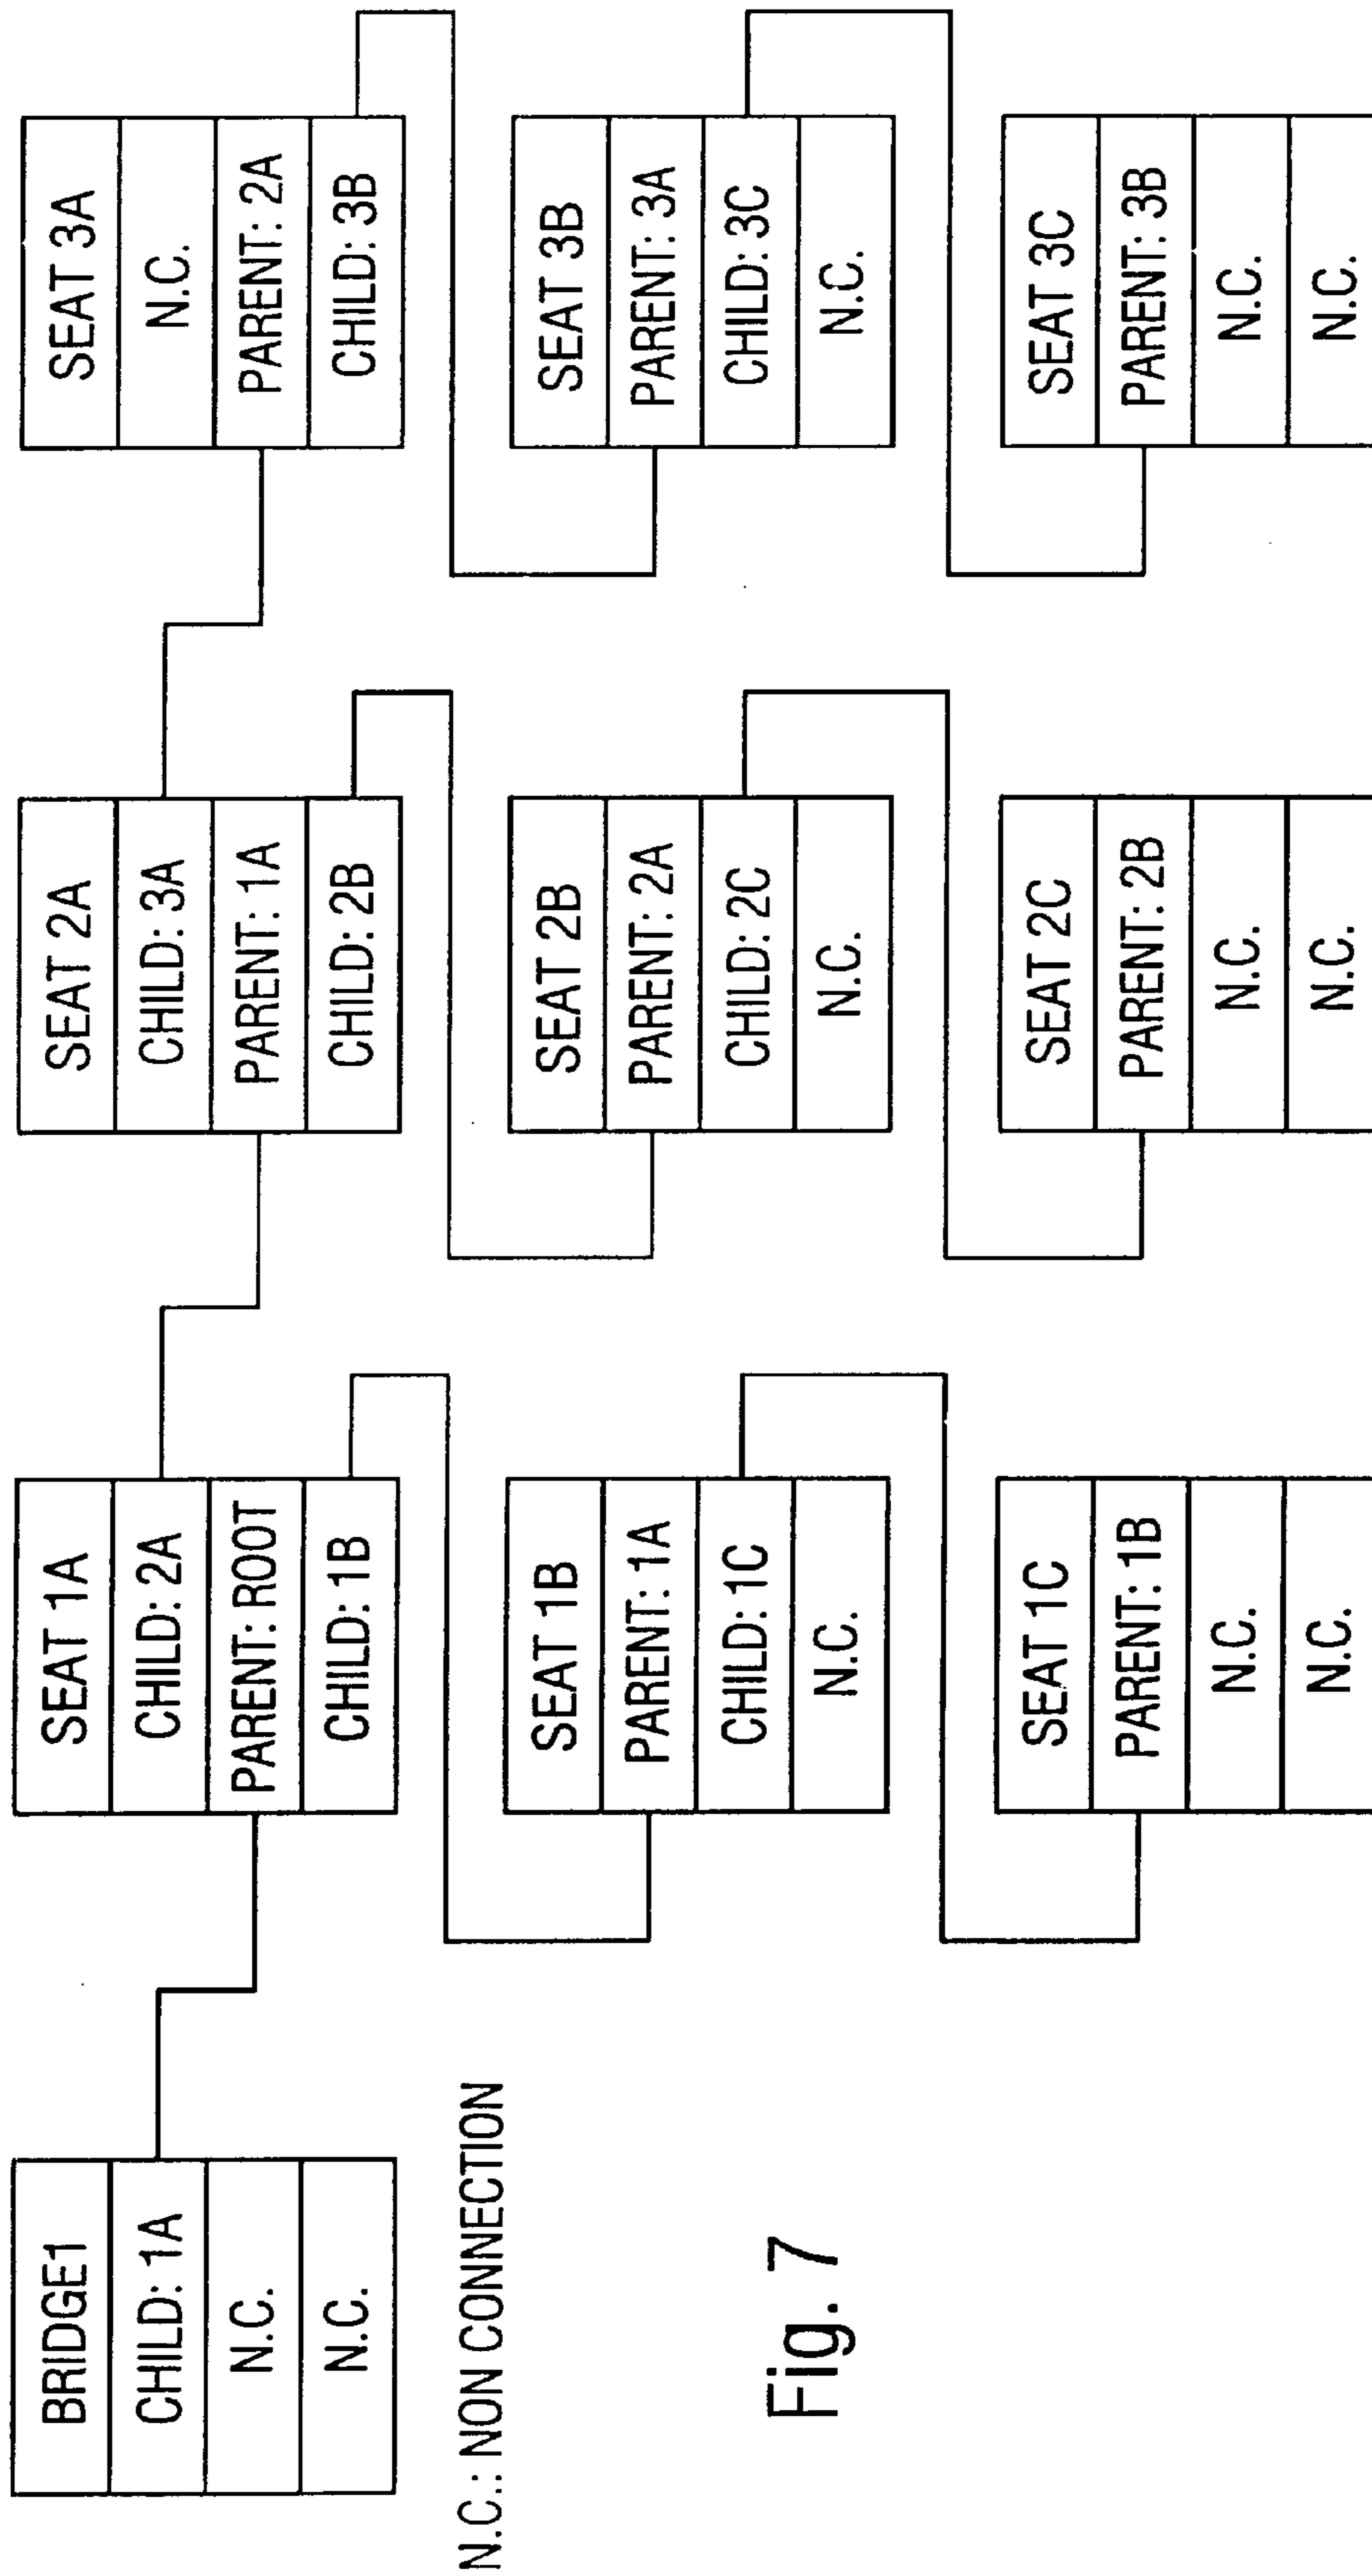 BRIDGE1
CHILD: 1A
N.C.
N.C.
SEAT 1A
CHILD: 2A
PARENT: ROOT
CHILD: 1B
SEAT 2A
CHILD: 3A
PARENT: 1A
CHILD: 2B
SEAT 3A
N.C.
PARENT: 2A
CHILD: 3B
N.C.: NON CONNECTION
SEAT 1B
PARENT: 1A
CHILD: 1C
N.C.
SEAT 2B
PARENT: 2A
CHILD: 2C
N.C.
SEAT 3B
PARENT: 3A
CHILD: 3C
N.C.
Fig. 7
SEAT 1C
PARENT: 1B
N.C.
N.C.
SEAT 2C
PARENT: 2B
N.C.
N.C.
SEAT 3C
PARENT: 3B
N.C.
N.C.